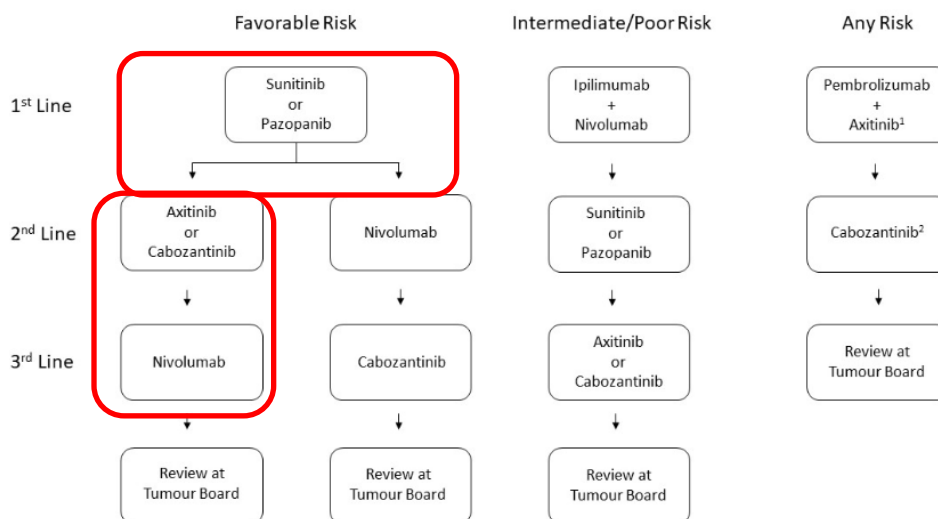 Favorable Risk
Intermediate/Poor Risk
Any Risk
1st Line
Sunitinib
or
Pazopanib
Ipilimumab
+
Nivolumab
Pembrolizumab
+
Axitinib1
2nd Line
Axitinib
or
Cabozantinib
Nivolumab
Sunitinib
or
Pazopanib
Cabozantinib2
3rd Line
Nivolumab
Cabozantinib
Axitinib
or
Cabozantinib
Review at
Tumour Board
Review at
Tumour Board
Review at
Tumour Board
Review at
Tumour Board